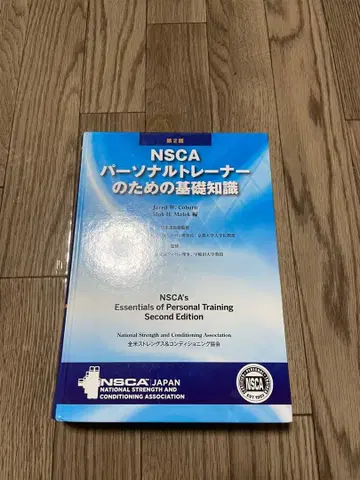 第2版
NSCA
パーソナルトレーナー
のための基礎知識
Jared W. Coburn
Moh H. Malek 編
NSCA's
Essentials of Personal Training
Second Edition
National Strength and Conditioning Association
全米ストレングス&コンディショニング協会
NSCA JAPAN
NATIONAL STRENGTH AND
CONDITIONING ASSOCIATION
NSCA